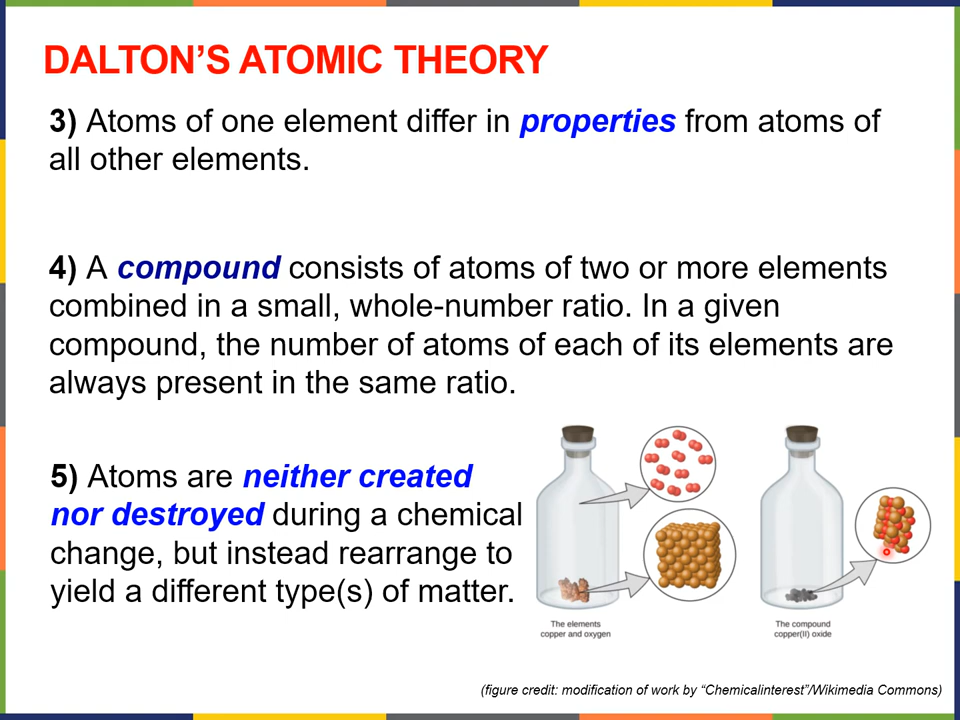 DALTON’S ATOMIC THEORY
3) Atoms of one element differ in properties from atoms of
all other elements.
4) A compound consists of atoms of two or more elements
combined in a small, whole-number ratio. In a given
compound, the number of atoms of each of its elements are
always present in the same ratio.
5) Atoms are neither created
nor destroyed during a chemical
change, but instead rearrange to
yield a different type(s) of matter.
The elements
copper and oxygen
The compound
copper(II) oxide
(figure credit: modification of work by “Chemicalinterest”/Wikimedia Commons)